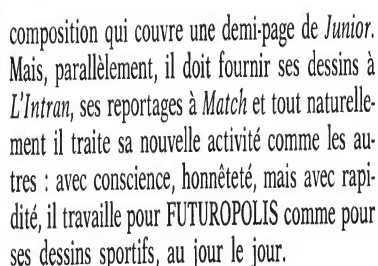 composition qui couvre une demi-page de Junior.
Mais, parallèlement, il doit fournir ses dessins à
L'Intran, ses reportages à Match et tout naturelle-
ment il traite sa nouvelle activité comme les au-
tres : avec conscience, honnêteté, mais avec rapi-
dité, il travaille pour FUTUROPOLIS comme pour
ses dessins sportifs, au jour le jour.